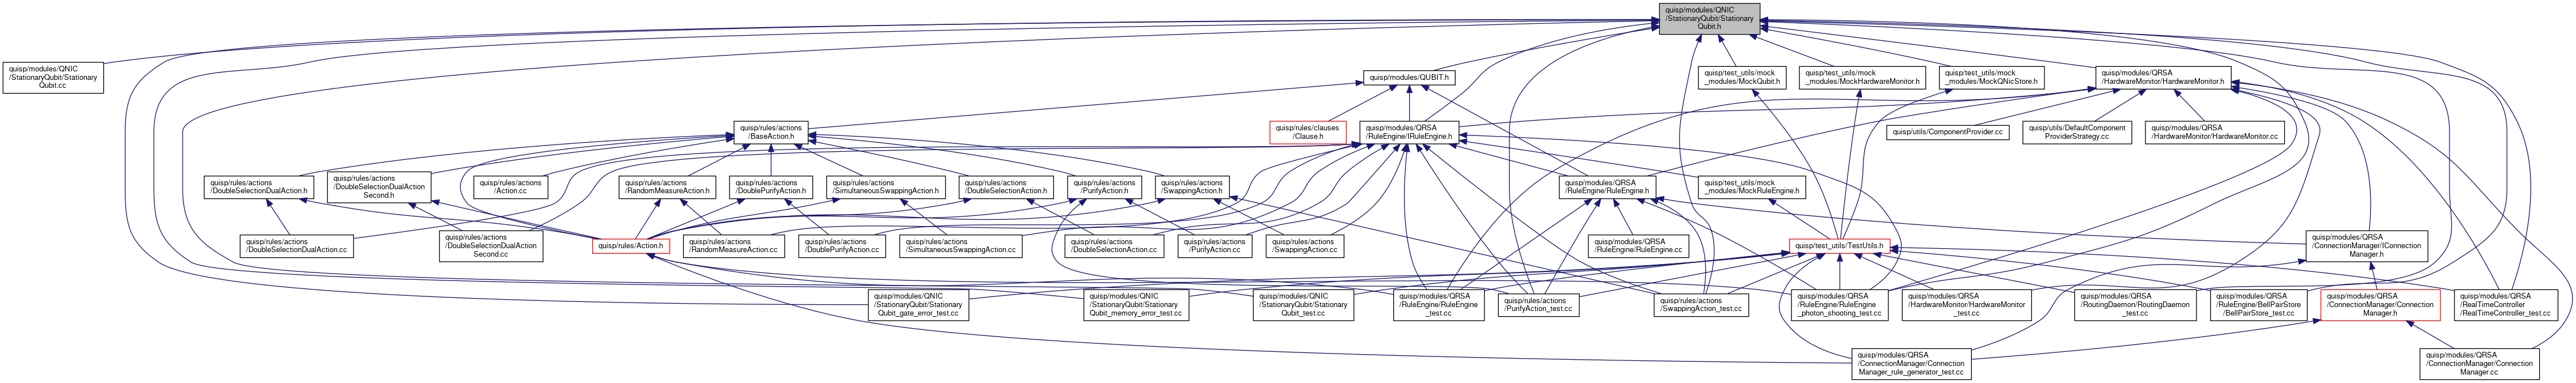 quisp/modules/QNIC
/StationaryQubit/Stationary
Qubit.h
quisp/modules/QNIC
/StationaryQubit/Stationary
Qubit.cc
quisp/modules/QUBIT.h
quisp/test_utils/mock
_modules/MockQubit.h
quisp/test_utils/mock
_modules/MockHardwareMonitor.h
quisp/test_utils/mock
_modules/MockQNicStore.h
quisp/modules/QRSA
/HardwareMonitor/HardwareMonitor.h
quisp/rules/actions
/BaseAction.h
quisp/rules/clauses
/Clause.h
quisp/modules/QRSA
/RuleEngine/IRuleEngine.h
quisp/utils/ComponentProvider.cc
quisp/utils/DefaultComponent
ProviderStrategy.cc
quisp/modules/QRSA
/HardwareMonitor/HardwareMonitor.cc
quisp/rules/actions
/DoubleSelectionDualAction.h
quisp/rules/actions
/DoubleSelectionDualAction
Second.h
quisp/rules/actions
/Action.cc
quisp/rules/actions
/RandomMeasureAction.h
quisp/rules/actions
/DoublePurifyAction.h
quisp/rules/actions
/SimultaneousSwappingAction.h
quisp/rules/actions
/DoubleSelectionAction.h
quisp/rules/actions
/PurifyAction.h
quisp/rules/actions
/SwappingAction.h
quisp/modules/QRSA
/RuleEngine/RuleEngine.h
quisp/test_utils/mock
_modules/MockRuleEngine.h
quisp/rules/actions
/DoubleSelectionDualAction.cc
quisp/rules/actions
/DoubleSelectionDualAction
Second.cc
quisp/rules/Action.h
quisp/rules/actions
/RandomMeasureAction.cc
quisp/rules/actions
/DoublePurifyAction.cc
quisp/rules/actions
/SimultaneousSwappingAction.cc
quisp/rules/actions
/DoubleSelectionAction.cc
quisp/rules/actions
/PurifyAction.cc
quisp/rules/actions
/SwappingAction.cc
quisp/modules/QRSA
/RuleEngine/RuleEngine.cc
quisp/test_utils/TestUtils.h
quisp/modules/QRSA
/ConnectionManager/IConnection
Manager.h
quisp/modules/QNIC
/StationaryQubit/Stationary
Qubit_gate_error_test.cc
quisp/modules/QNIC
/StationaryQubit/Stationary
Qubit_memory_error_test.cc
quisp/modules/QNIC
/StationaryQubit/Stationary
Qubit_test.cc
quisp/modules/QRSA
/RuleEngine/RuleEngine
_test.cc
quisp/rules/actions
/PurifyAction_test.cc
quisp/rules/actions
/SwappingAction_test.cc
quisp/modules/QRSA
/RuleEngine/RuleEngine
_photon_shooting_test.cc
quisp/modules/QRSA
/HardwareMonitor/HardwareMonitor
_test.cc
quisp/modules/QRSA
/RoutingDaemon/RoutingDaemon
_test.cc
quisp/modules/QRSA
/RuleEngine/BellPairStore
/BellPairStore_test.cc
quisp/modules/QRSA
/ConnectionManager/Connection
Manager.h
quisp/modules/QRSA
/RealTimeController
/RealTimeController_test.cc
quisp/modules/QRSA
/ConnectionManager/Connection
Manager_rule_generator_test.cc
quisp/modules/QRSA
/ConnectionManager/Connection
Manager.cc